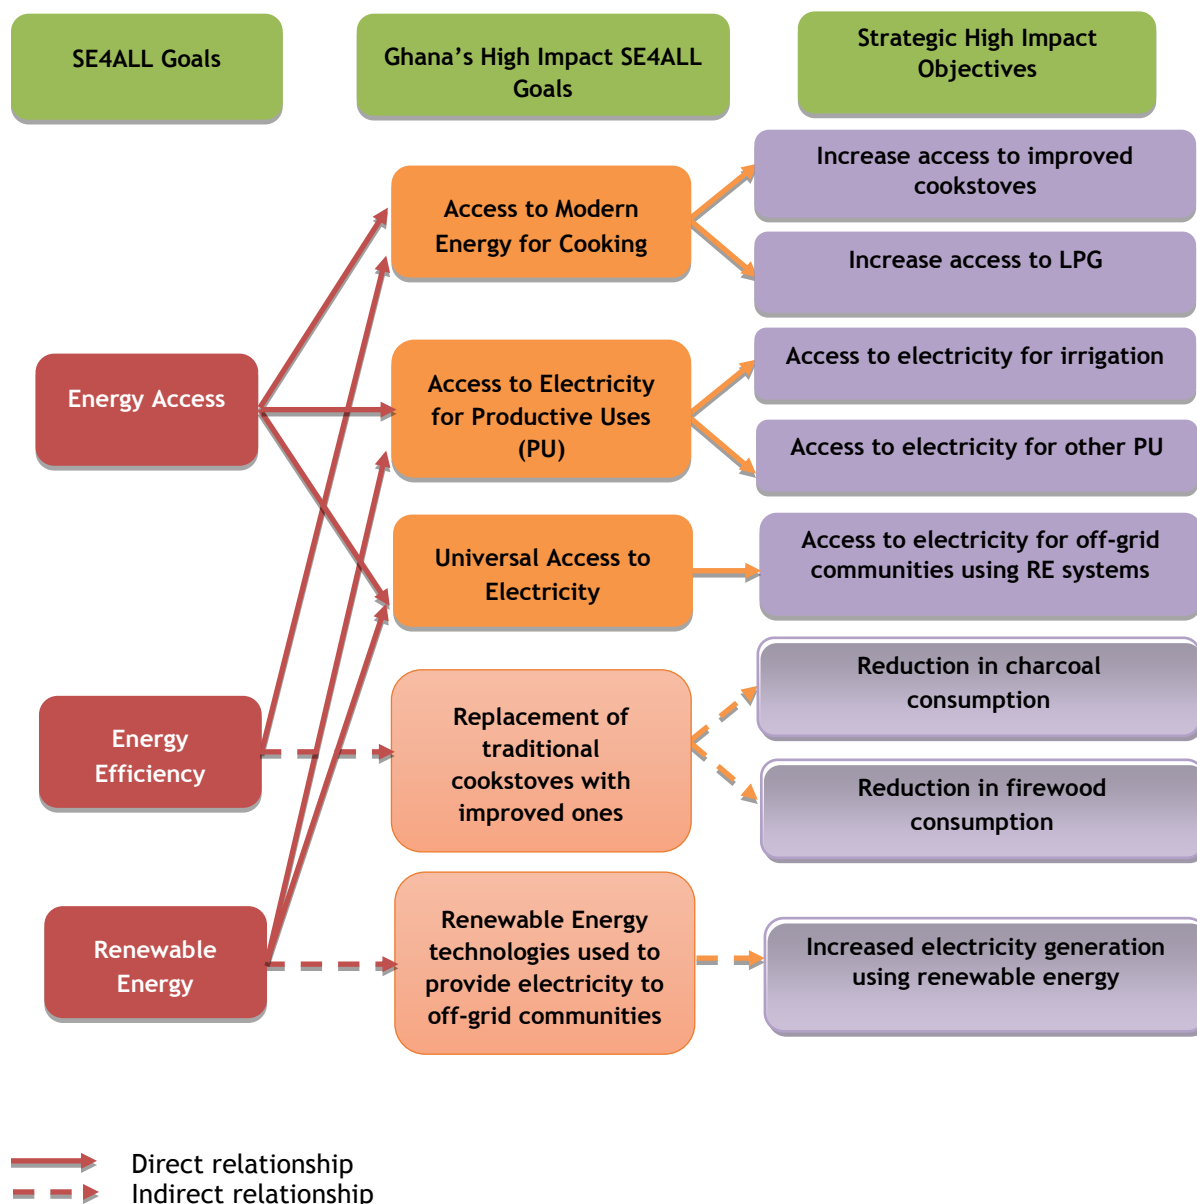 SE4ALL Goals
Ghana’s High Impact SE4ALL
Goals
Strategic High Impact
Objectives
Energy Access
Energy
Efficiency
Renewable
Energy
Access to Modern
Energy for Cooking
Access to Electricity
for Productive Uses
(PU)
Universal Access to
Electricity
Replacement of
traditional
cookstoves with
improved ones
Renewable Energy
technologies used to
provide electricity to
off-grid communities
Increase access to improved
cookstoves
Increase access to LPG
Access to electricity for irrigation
Access to electricity for other PU
Access to electricity for off-grid
communities using RE systems
Reduction in charcoal
consumption
Reduction in firewood
consumption
Increased electricity generation
using renewable energy
Direct relationship
Indirect relationship